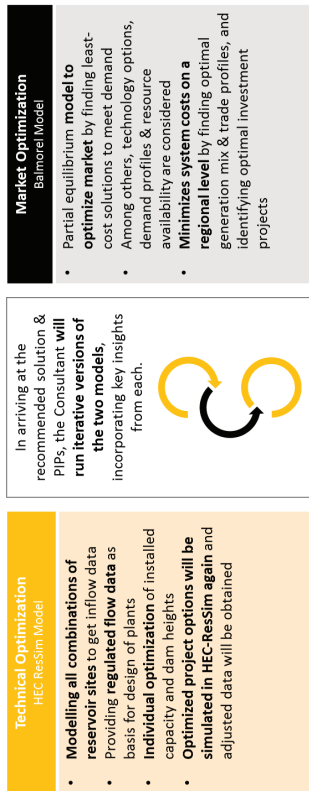 Technical Optimization
HEC ResSim Model
• Modelling all combinations of
reservoir sites to get inflow data
• Providing regulated flow data as
basis for design of plants
• Individual optimization of installed
capacity and dam heights
• Optimized project options will be
simulated in HEC-ResSim again and
adjusted data will be obtained
In arriving at the
recommended solution &
PIPs, the Consultant will
run iterative versions of
the two models,
incorporating key insights
from each.
Market Optimization
Balmorel Model
• Partial equilibrium model to
optimize market by finding least-
cost solutions to meet demand
• Among others, technology options,
demand profiles & resource
availability are considered
• Minimizes system costs on a
regional level by finding optimal
generation mix & trade profiles, and
identifying optimal investment
projects